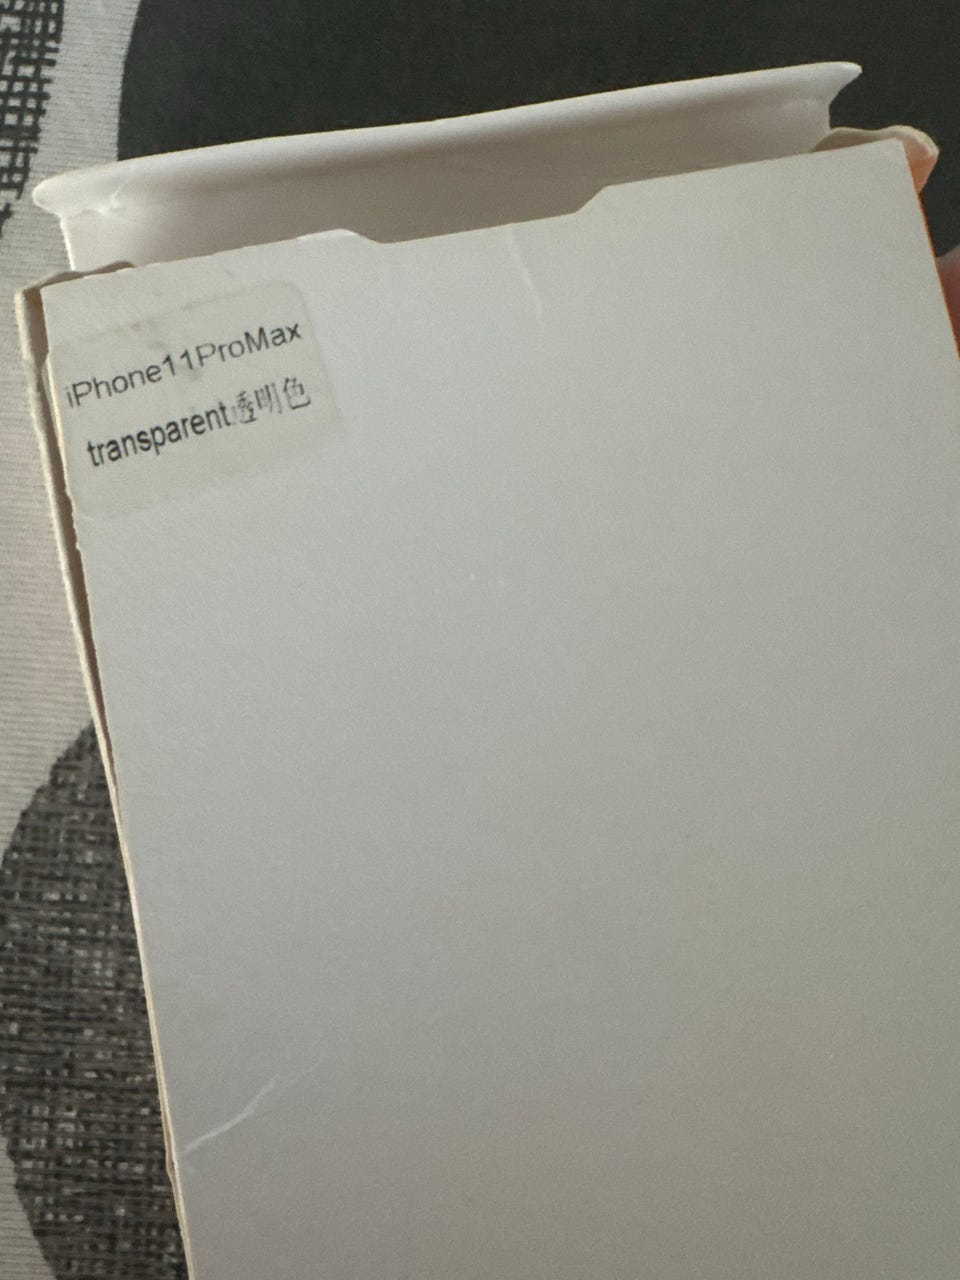 iPhone11ProMax
transparent透明色